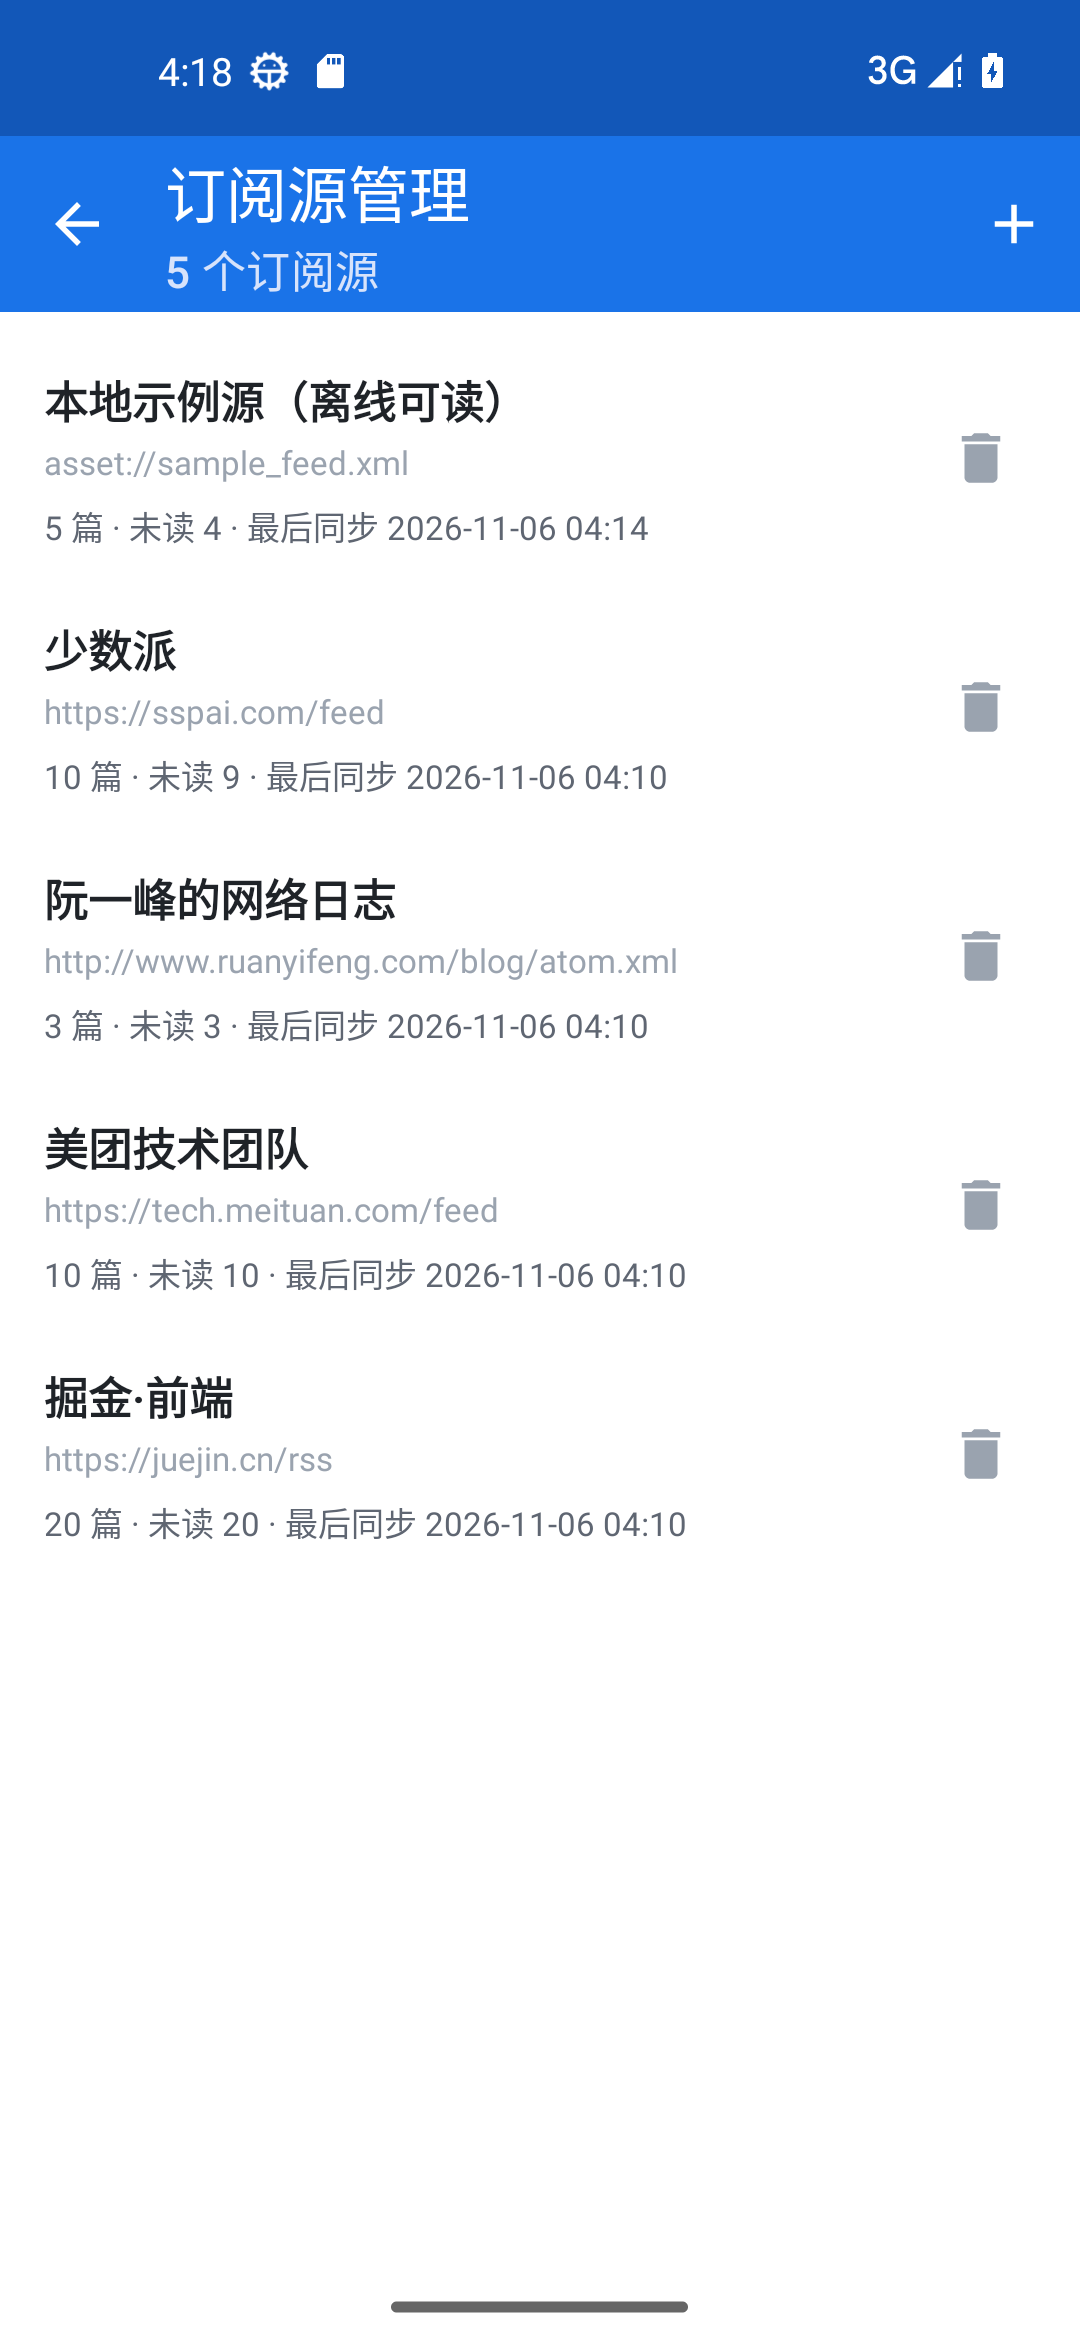 4:18
3G
订阅源管理
5 个订阅源
本地示例源（离线可读）
asset://sample_feed.xml
5 篇 · 未读 4 · 最后同步 2026-11-06 04:14
少数派
https://sspai.com/feed
10 篇 · 未读 9 · 最后同步 2026-11-06 04:10
阮一峰的网络日志
http://www.ruanyifeng.com/blog/atom.xml
3 篇 · 未读 3 · 最后同步 2026-11-06 04:10
美团技术团队
https://tech.meituan.com/feed
10 篇 · 未读 10 · 最后同步 2026-11-06 04:10
掘金·前端
https://juejin.cn/rss
20 篇 · 未读 20 · 最后同步 2026-11-06 04:10